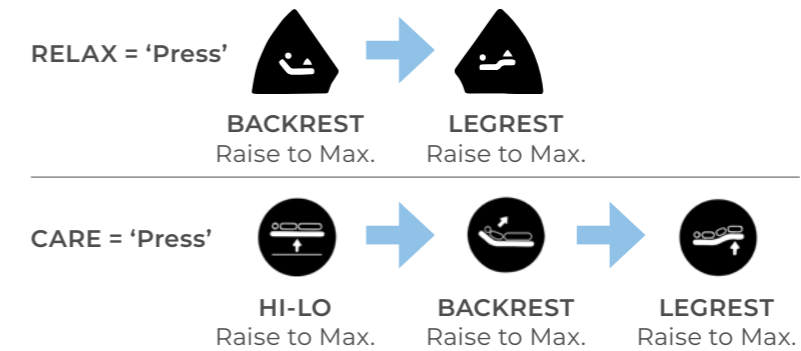 RELAX = ‘Press’
BACKREST
Raise to Max.
LEGREST
Raise to Max.
CARE = ‘Press’
HI-LO
Raise to Max.
BACKREST
Raise to Max.
LEGREST
Raise to Max.